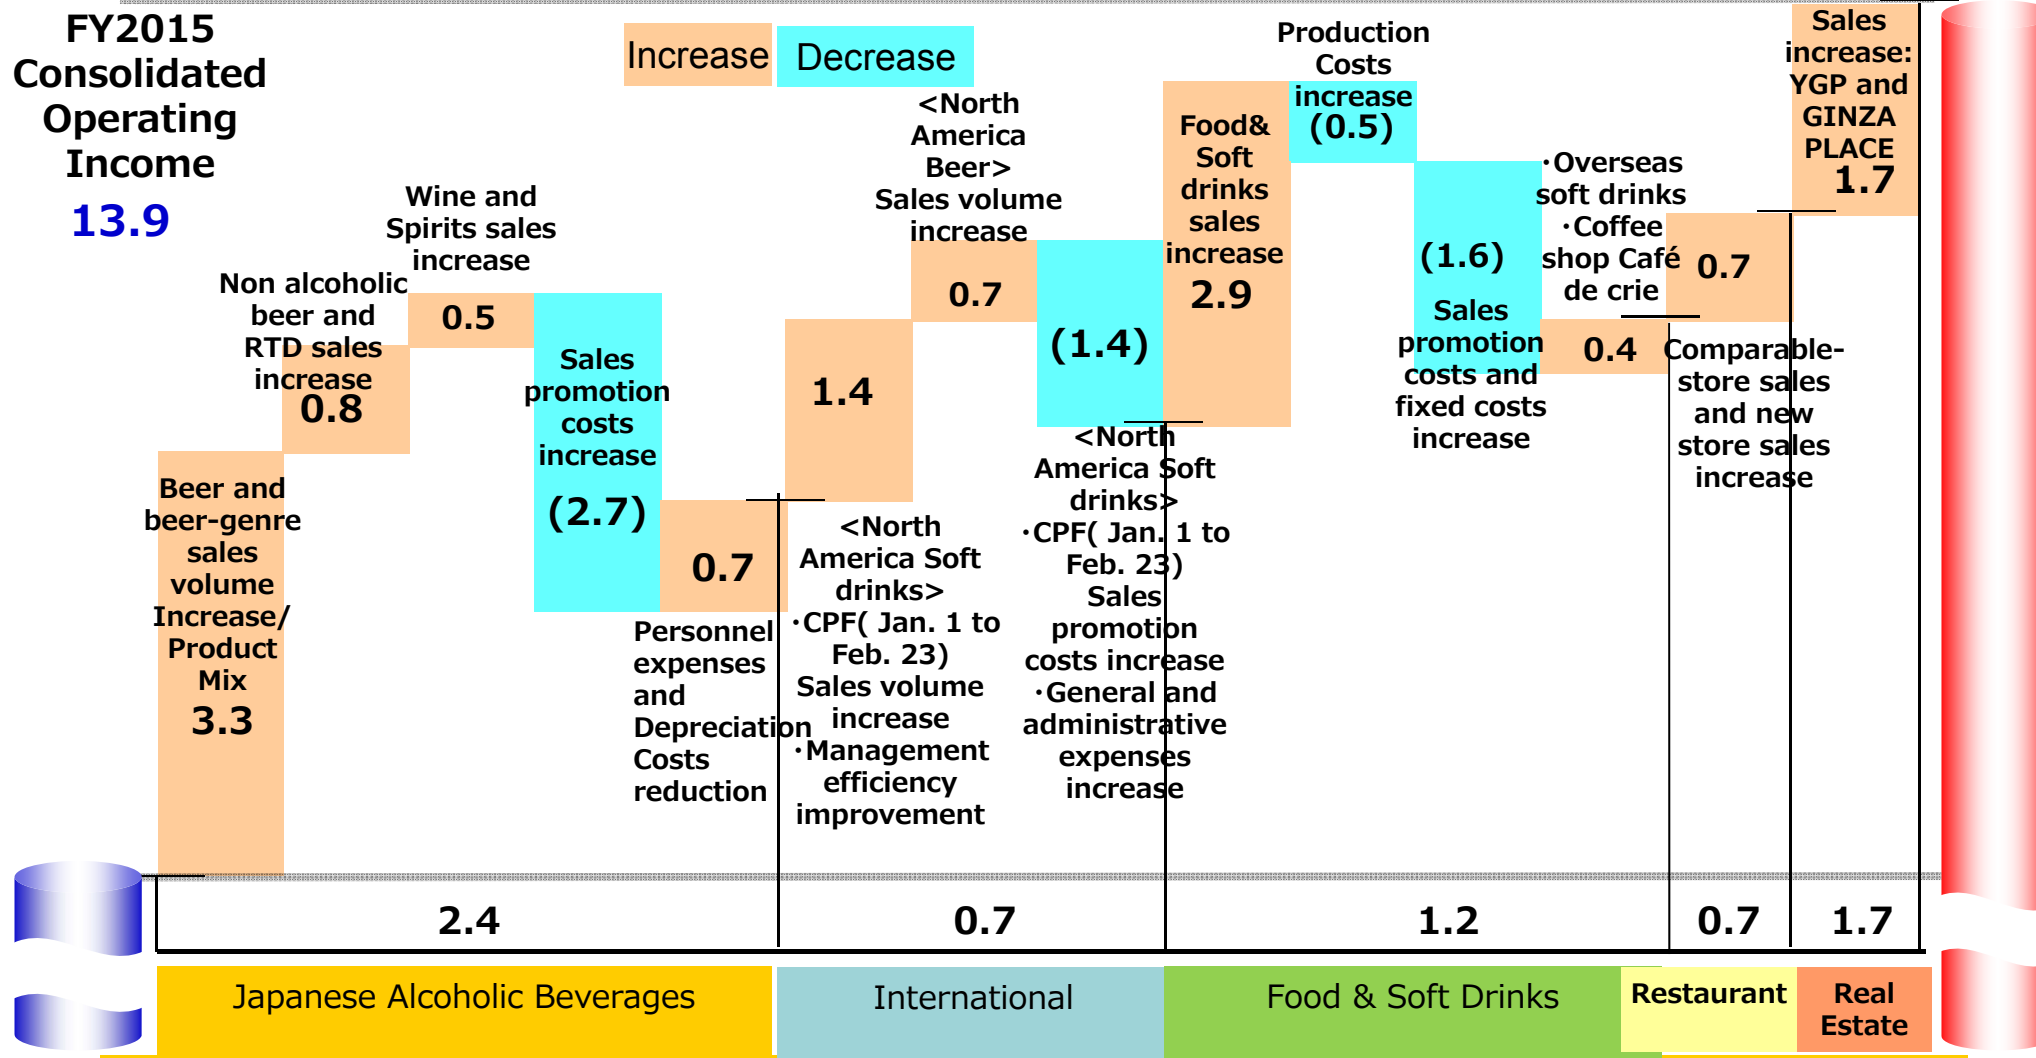 FY2015
Consolidated
Operating
Income
13.9
Increase
Decrease
Beer and
beer-genre
sales
volume
Increase/
Product
Mix
3.3
Non alcoholic
beer and
RTD sales
increase
0.8
Wine and
Spirits sales
increase
0.5
Sales
promotion
costs
increase
(2.7)
0.7
Personnel
expenses
and
Depreciation
Costs
reduction
1.4
<North
America Soft
drinks>
・CPF( Jan. 1 to
Feb. 23)
Sales volume
increase
・Management
efficiency
improvement
<North
America
Beer>
Sales volume
increase
0.7
(1.4)
<North
America Soft
drinks>
・CPF( Jan. 1 to
Feb. 23)
Sales
promotion
costs increase
・General and
administrative
expenses
increase
Food&
Soft
drinks
sales
increase
2.9
Production
Costs
increase
(0.5)
(1.6)
Sales
promotion
costs and
fixed costs
increase
・Overseas
soft drinks
・Coffee
shop Café
de crie
0.4
0.7
Comparable-
store sales
and new
store sales
increase
Sales
increase:
YGP and
GINZA
PLACE
1.7
2.4
0.7
1.2
0.7
1.7
Japanese Alcoholic Beverages
International
Food & Soft Drinks
Restaurant
Real
Estate